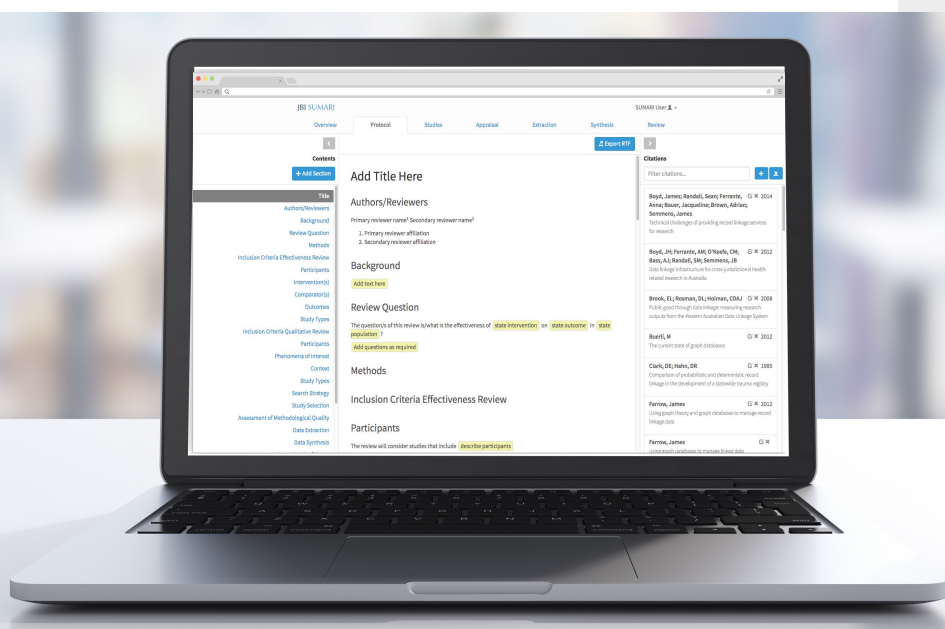 JBI SUMARI
SUMARI User
Overview
Protocol
Studies
Appraisal
Extraction
Synthesis
Review
Export RTF
Contents
+ Add Section
Title
Authors/Reviewers
Background
Review Question
Methods
Inclusion Criteria Effectiveness Review
Participants
Intervention(s)
Comparator(s)
Outcomes
Study Types
Inclusion Criteria Qualitative Review
Participants
Phenomena of Interest
Context
Study Types
Search Strategy
Study Selection
Assessment of Methodological Quality
Data Extraction
Data Synthesis
Add Title Here
Authors/Reviewers
Primary reviewer name¹ Secondary reviewer name²
1. Primary reviewer affiliation
2. Secondary reviewer affiliation
Background
Add text here
Review Question
The question/s of this review is/what is the effectiveness of state intervention on state outcome in state
population ?
Add questions as required
Methods
Inclusion Criteria Effectiveness Review
Participants
The review will consider studies that include describe participants
Citations
Filter citations...
Boyd, James; Randall, Sean; Ferrante, 2014
Anna; Bauer, Jacqueline; Brown, Adrian;
Semmens, James
Technical challenges of providing record linkage services
for research
Boyd, JH; Ferrante, AM; O'Keefe, CM; 2012
Bass, AJ; Randall, SM; Semmens, JB
Data linkage infrastructure for cross-jurisdictional health-
related research in Australia
Brook, EL; Rosman, DL; Holman, CDAJ 2008
Public good through data linkage: measuring research
outputs from the Western Australian Data Linkage System
Buerli, M 2012
The current state of graph databases
Clark, DE; Hahn, DR 1995
Comparison of probabilistic and deterministic record
linkage in the development of a statewide trauma registry
Farrow, James 2012
Using graph theory and graph databases to manage record
linkage data
Farrow, James
Using graph databases to manage linked data